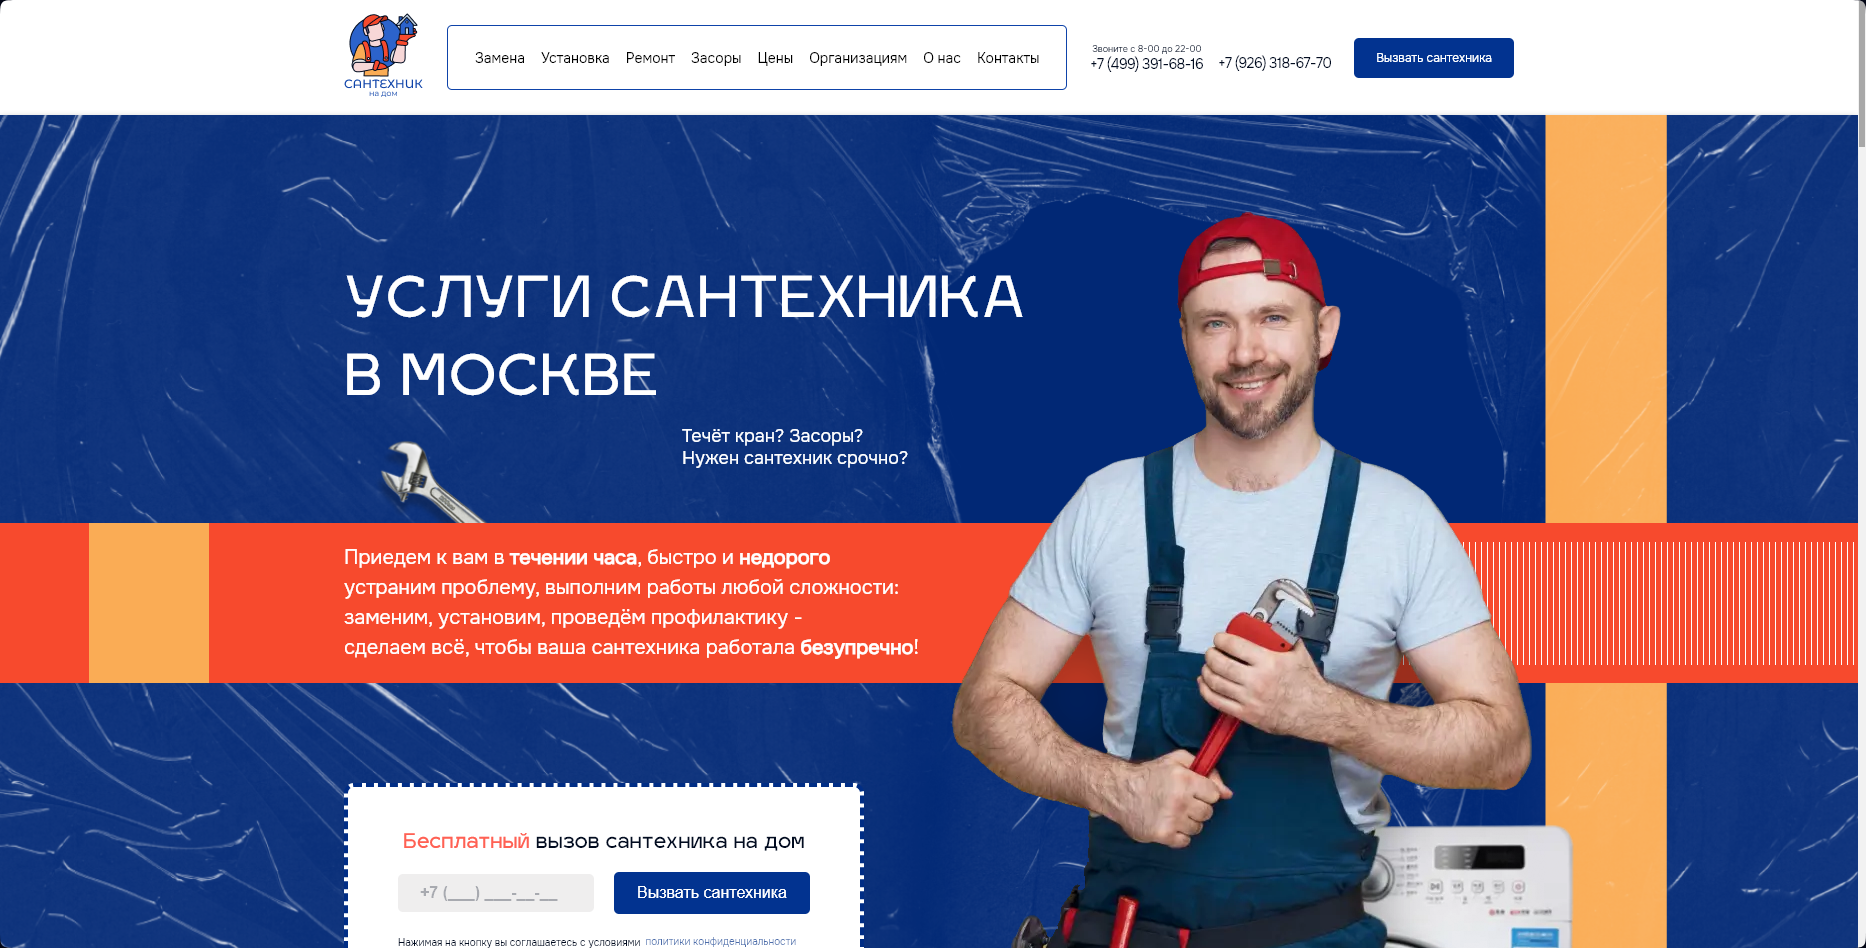 САНТЕХНИК
на дом
Замена Установка Ремонт Засоры Цены Организациям О нас Контакты
Звоните с 8-00 до 22-00
+7 (499) 391-68-16 +7 (926) 318-67-70
Вызвать сантехника
УСЛУГИ САНТЕХНИКА
В МОСКВЕ
Течёт кран? Засоры?
Нужен сантехник срочно?
Приедем к вам в течении часа, быстро и недорого
устраним проблему, выполним работы любой сложности:
заменим, установим, проведём профилактику -
сделаем всё, чтобы ваша сантехника работала безупречно!
Бесплатный вызов сантехника на дом
+7 (___) ___-__-__
Вызвать сантехника
Нажимая на кнопку вы соглашаетесь с условиями политики конфиденциальности